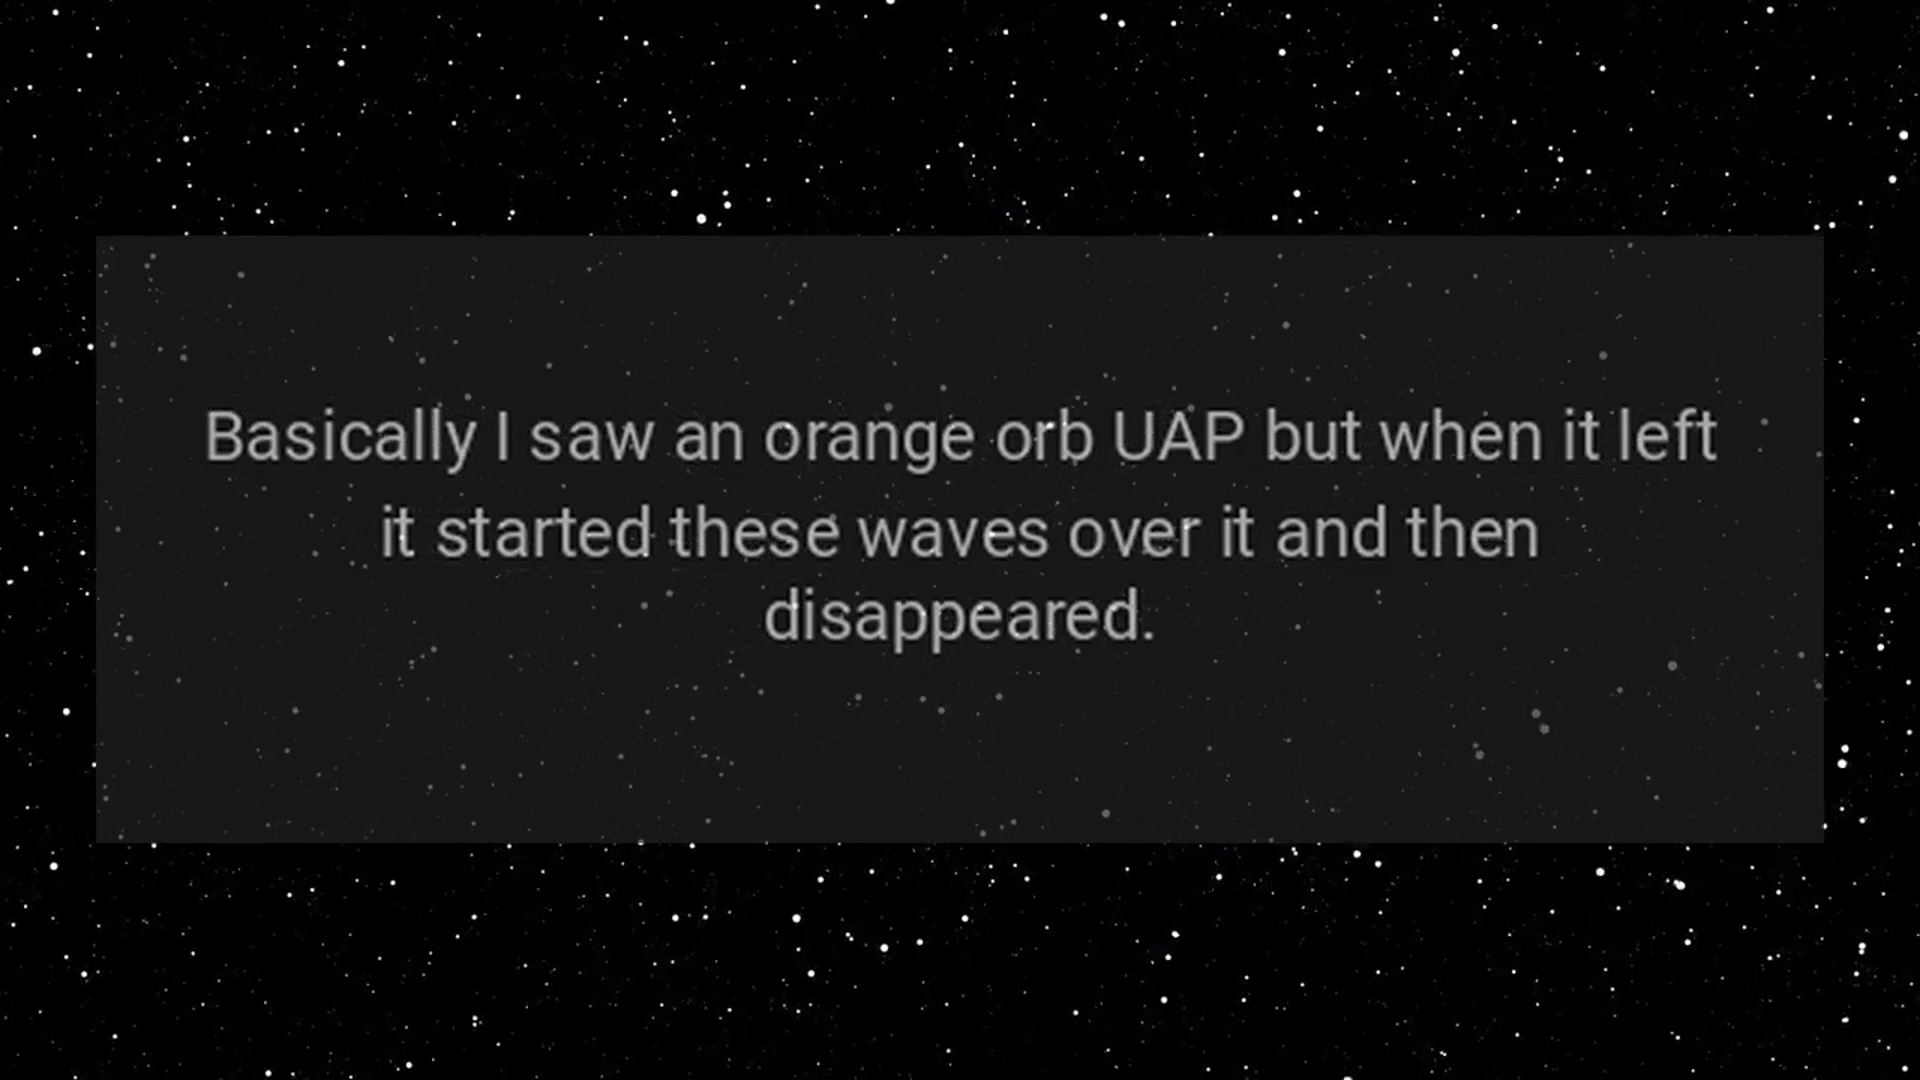 Basically I saw an orange orb UAP but when it left
it started these waves over it and then
disappeared.